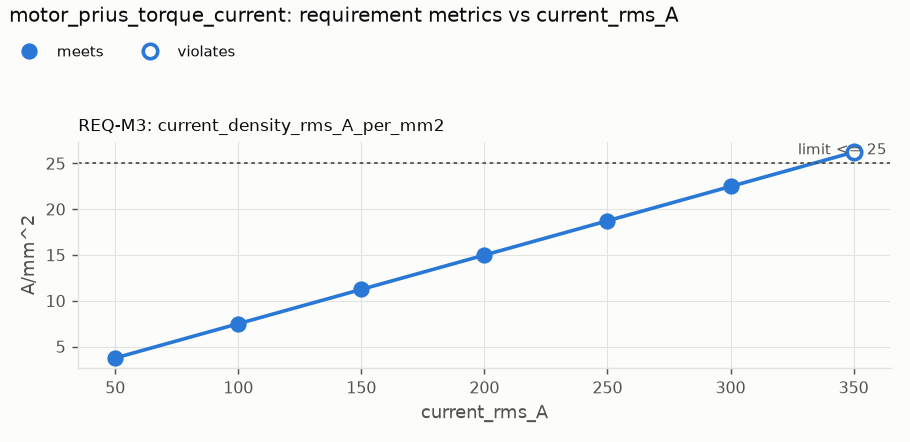 motor_prius_torque_current: requirement metrics vs current_rms_A
meets
violates
REQ-M3: current_density_rms_A_per_mm2
limit <= 25
A/mm^2
25
20
15
10
5
50 100 150 200 250 300 350
current_rms_A